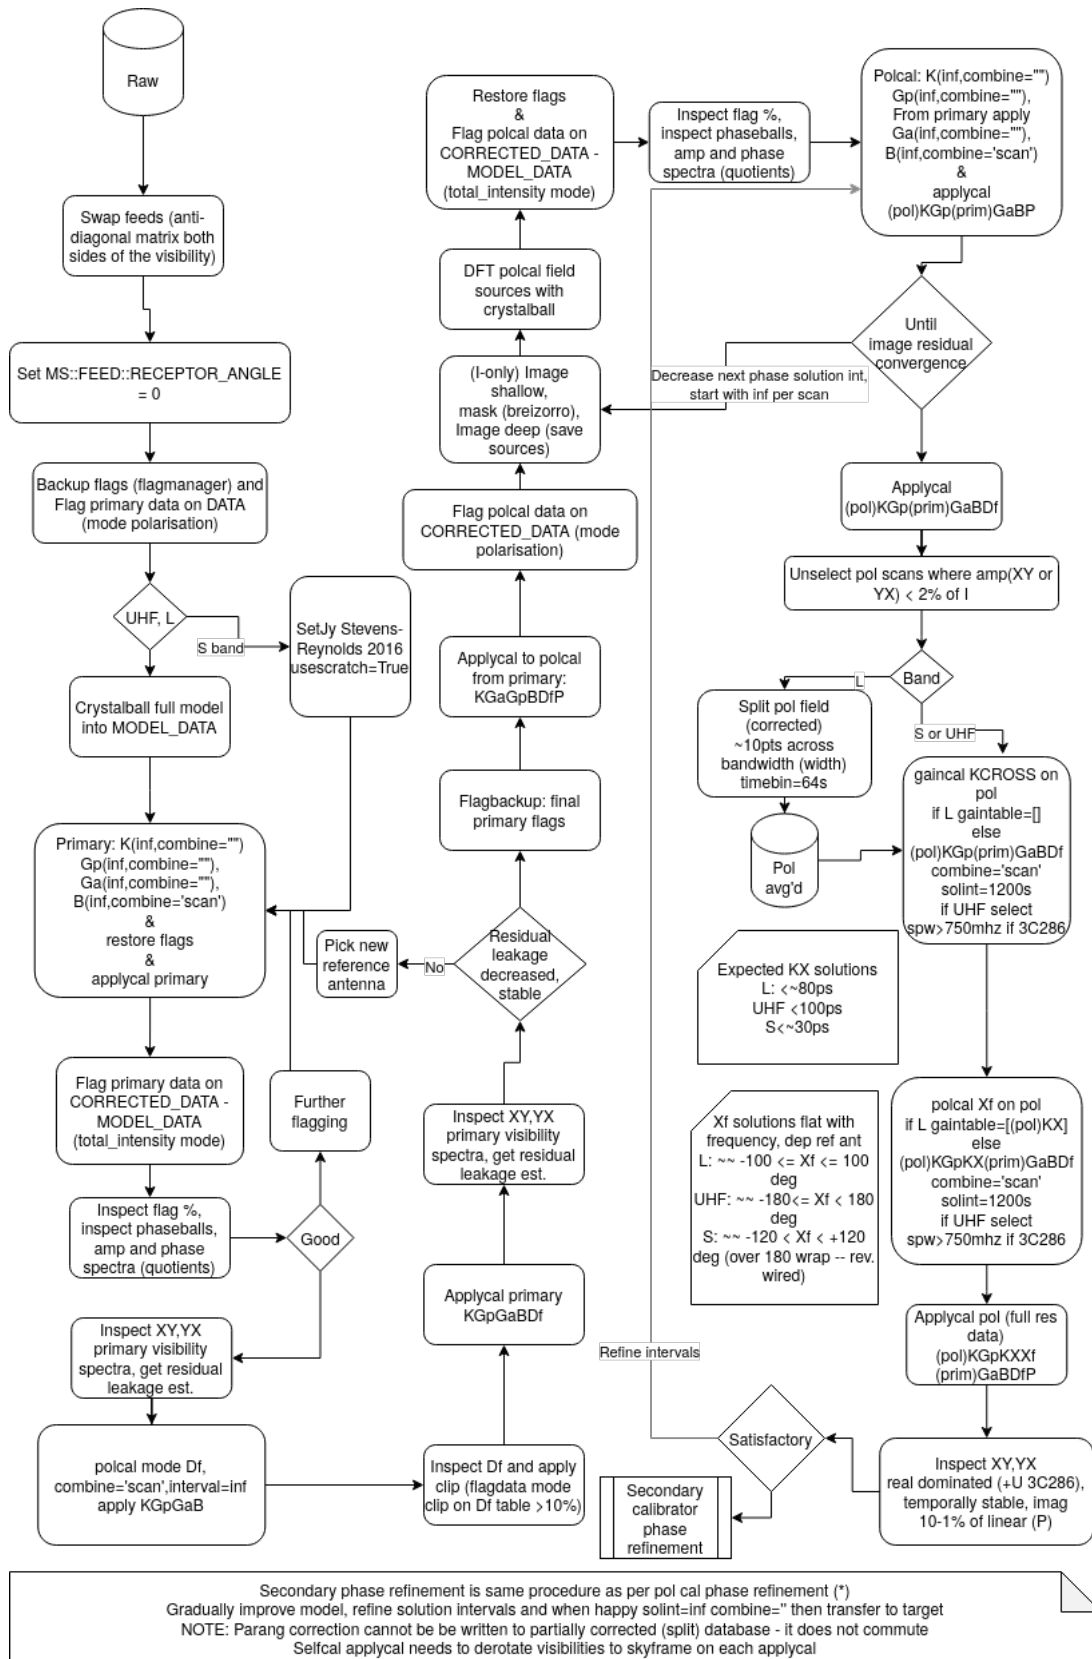 Raw
Swap feeds (anti-
diagonal matrix both
sides of the visibility)
Set MS::FEED::RECEPTOR_ANGLE
= 0
Backup flags (flagmanager) and
Flag primary data on DATA
(mode polarisation)
UHF, L
S band
SetJy Stevens-
Reynolds 2016
usescratch=True
Crystalball full model
into MODEL_DATA
Primary: K(inf,combine="")
Gp(inf,combine=""),
Ga(inf,combine=""),
B(inf,combine='scan')
&
restore flags
&
applycal primary
Flag primary data on
CORRECTED_DATA -
MODEL_DATA
(total_intensity mode)
Inspect flag %,
inspect phaseballs,
amp and phase
spectra (quotients)
Good
Further
flagging
Inspect XY,YX
primary visibility
spectra, get residual
leakage est.
polcal mode Df,
combine='scan',interval=inf
apply KGpGaB
Inspect Df and apply
clip (flagdata mode
clip on Df table >10%)
Applycal primary
KGpGaBDf
Inspect XY,YX
primary visibility
spectra, get residual
leakage est.
Residual
leakage
decreased,
stable
No
Pick new
reference
antenna
Flagbackup: final
primary flags
Applycal to polcal
from primary:
KGaGpBDfP
Flag polcal data on
CORRECTED_DATA (mode
polarisation)
(I-only) Image
shallow,
mask (breizorro),
Image deep (save
sources)
DFT polcal field
sources with
crystalball
Restore flags
&
Flag polcal data on
CORRECTED_DATA -
MODEL_DATA
(total_intensity mode)
Inspect flag %,
inspect phaseballs,
amp and phase
spectra (quotients)
Polcal: K(inf,combine="")
Gp(inf,combine=""),
From primary apply
Ga(inf,combine=""),
B(inf,combine='scan')
&
applycal
(pol)KGp(prim)GaBP
Until
image residual
convergence
Decrease next phase solution int,
start with inf per scan
Applycal
(pol)KGp(prim)GaBDf
Unselect pol scans where amp(XY or
YX) < 2% of I
Band
L
S or UHF
Split pol field
(corrected)
~10pts across
bandwidth (width)
timebin=64s
Pol
avg'd
gaincal KCROSS on
pol
if L gaintable=[]
else
(pol)KGp(prim)GaBDf
combine='scan'
solint=1200s
if UHF select
spw>750mhz if 3C286
Expected KX solutions
L: <~80ps
UHF <100ps
S<~30ps
Xf solutions flat with
frequency, dep ref ant
L: ~~ -100 <= Xf <= 100
deg
UHF: ~~ -180<= Xf < 180
deg
S: ~~ -120 < Xf < +120
deg (over 180 wrap -- rev.
wired)
polcal Xf on pol
if L gaintable=[(pol)KX]
else
(pol)KGpKX(prim)GaBDf
combine='scan'
solint=1200s
if UHF select
spw>750mhz if 3C286
Applycal pol (full res
data)
(pol)KGpKXXf
(prim)GaBDfP
Inspect XY,YX
real dominated (+U 3C286),
temporally stable, imag
10-1% of linear (P)
Satisfactory
Refine intervals
Secondary
calibrator
phase
refinement
Secondary phase refinement is same procedure as per pol cal phase refinement (*)
Gradually improve model, refine solution intervals and when happy solint=inf combine='' then transfer to target
NOTE: Parang correction cannot be be written to partially corrected (split) database - it does not commute
Selfcal applycal needs to derotate visibilities to skyframe on each applycal